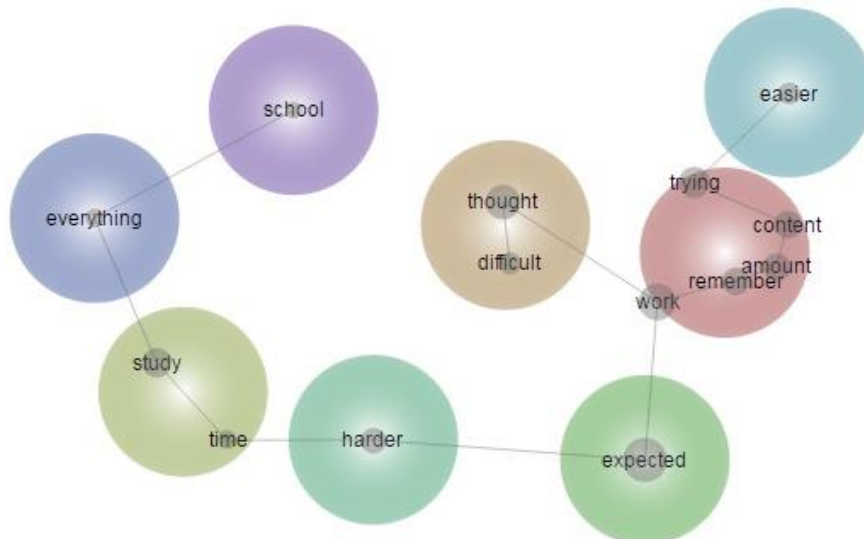 easier
school
trying
thought
everything
content
difficult
amount
remember
work
study
time
harder
expected